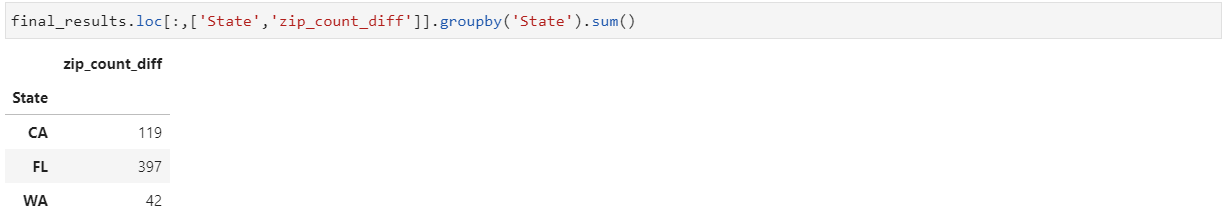 final_results.loc[:,['State','zip_count_diff']].groupby('State').sum()
zip_count_diff
State
CA 119
FL 397
WA 42